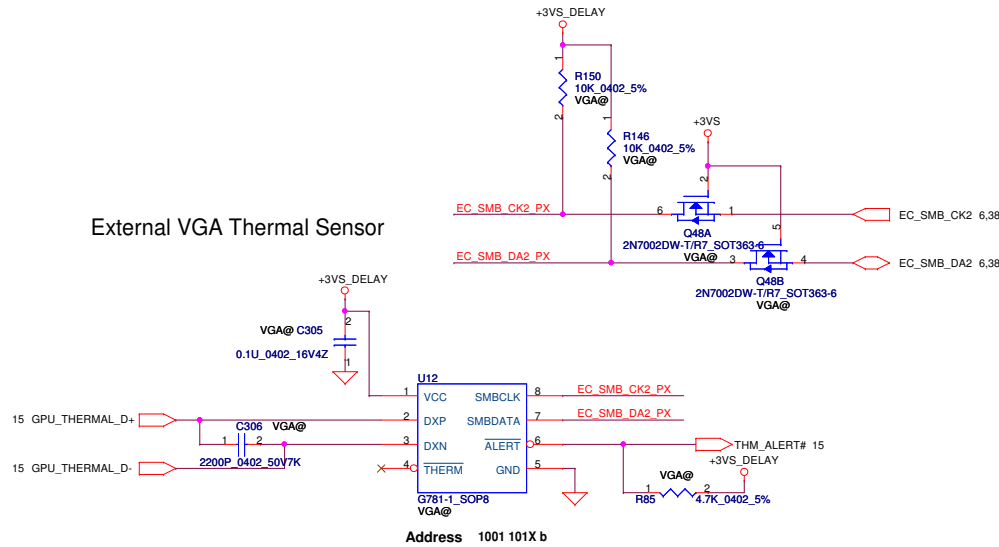 +3VS_DELAY
1
R150
10K_0402_5%
VGA@
2
1
R146
10K_0402_5%
VGA@
2
+3VS
2
EC_SMB_CK2_PX
6
1
EC_SMB_CK2 6,38
Q48A
2N7002DW-T/R7_SOT363-6
VGA@
5
EC_SMB_DA2_PX
3
4
EC_SMB_DA2 6,38
Q48B
2N7002DW-T/R7_SOT363-6
VGA@
External VGA Thermal Sensor
+3VS_DELAY
2
VGA@ C305
0.1U_0402_16V4Z
1
U12
1 VCC SMBCLK 8 EC_SMB_CK2_PX
15 GPU_THERMAL_D+
2 DXP SMBDATA 7 EC_SMB_DA2_PX
C306 VGA@
1 2
3 DXN ALERT 6
THM_ALERT# 15
2200P_0402_50V7K
15 GPU_THERMAL_D-
4 THERM GND 5
+3VS_DELAY
VGA@
1 2
R85 4.7K_0402_5%
G781-1_SOP8
VGA@
Address 1001 101X b